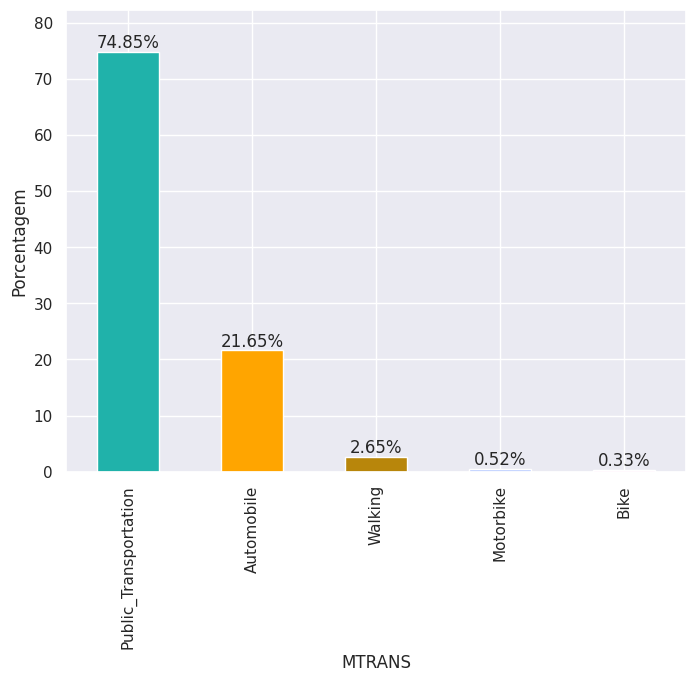 Porcentagem
80
70
60
50
40
30
20
10
0
74.85%
21.65%
2.65%
0.52%
0.33%
Public_Transportation
Automobile
Walking
Motorbike
Bike
MTRANS